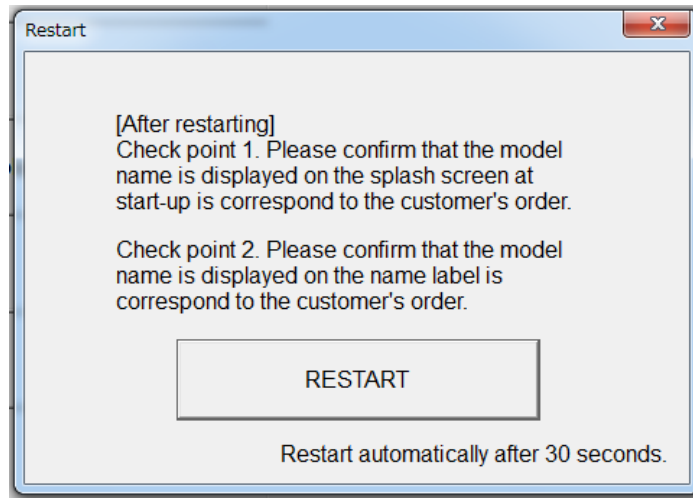 Restart
[After restarting]
Check point 1. Please confirm that the model
name is displayed on the splash screen at
start-up is correspond to the customer's order.
Check point 2. Please confirm that the model
name is displayed on the name label is
correspond to the customer's order.
RESTART
Restart automatically after 30 seconds.